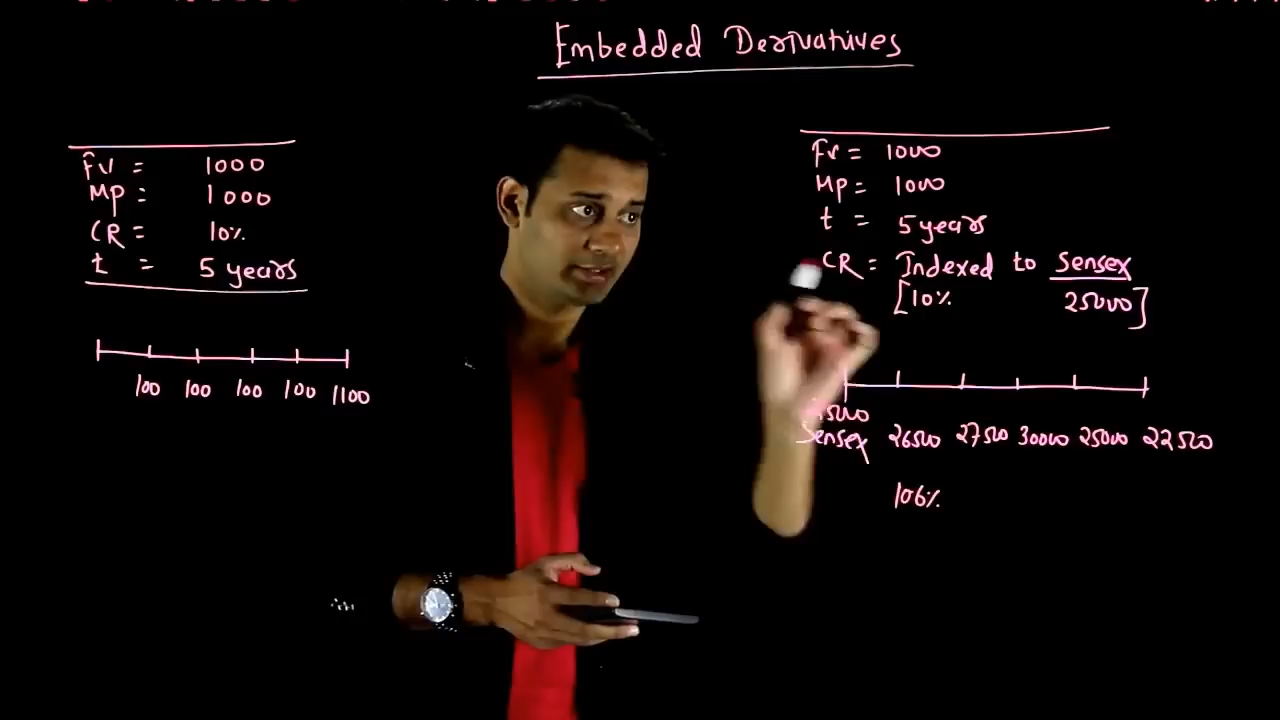 Embedded Derivatives
FV = 1000
MP = 1000
CR = 10%
t = 5 years
100 100 100 100 1100
FV = 1000
MP = 1000
t = 5 years
CR = Indexed to Sensex
[10% 25000]
Sensex 26500 27500 30000 25000 22500
106%